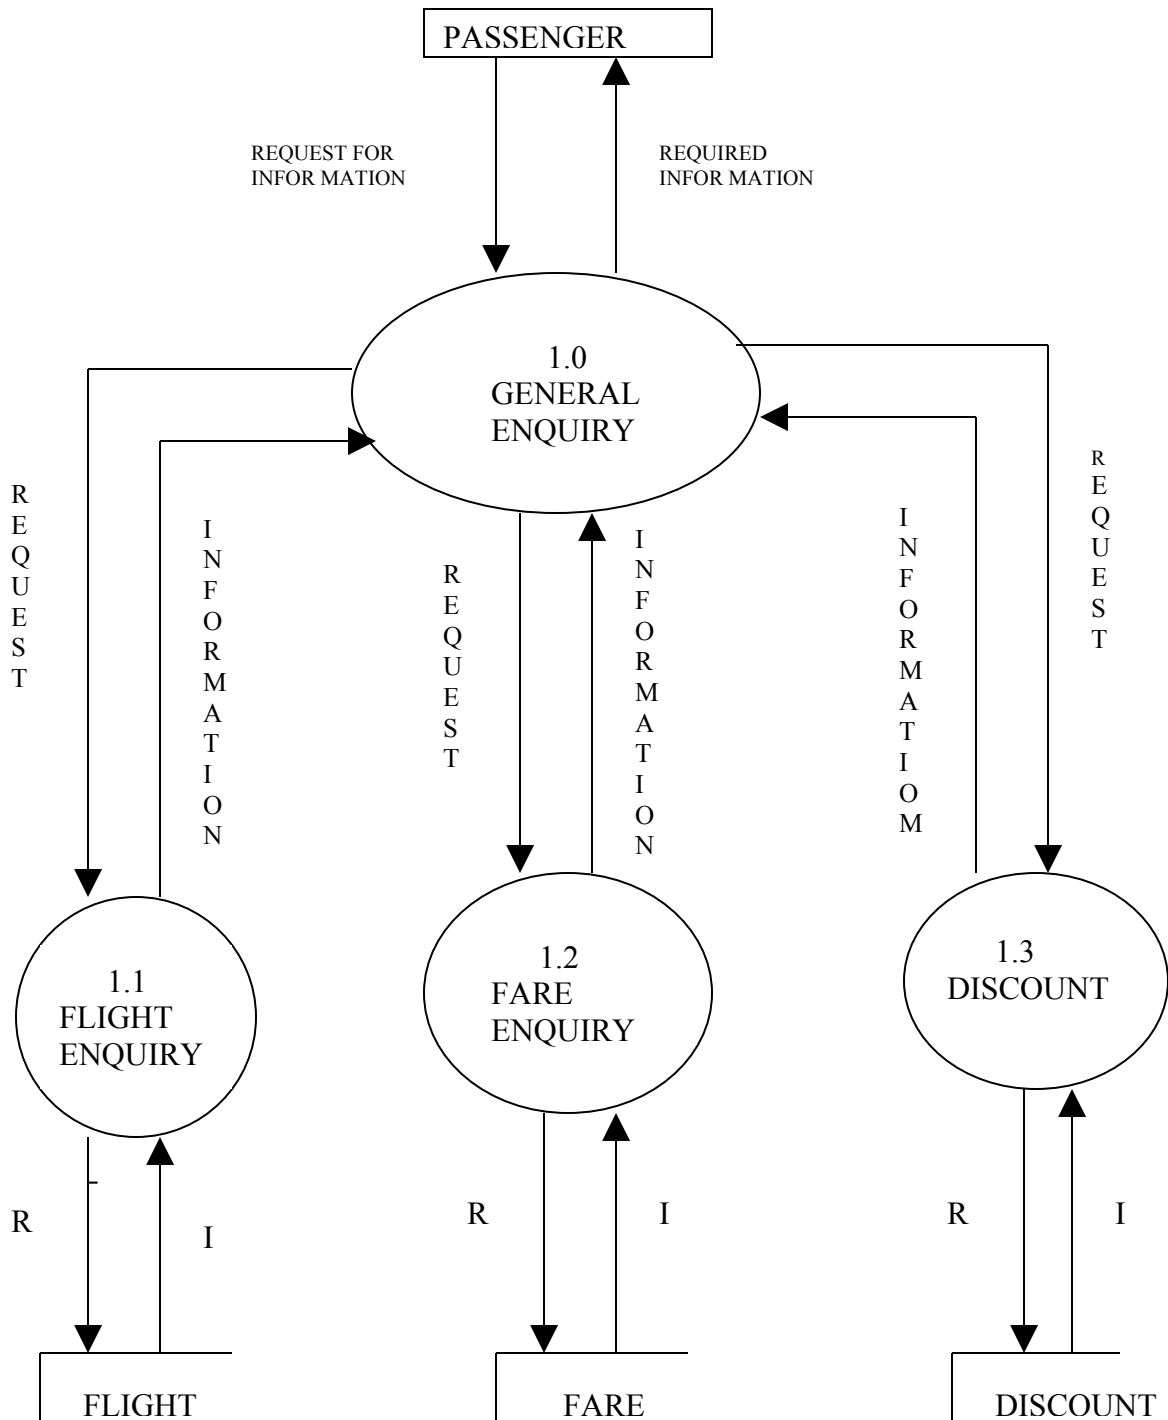 PASSENGER
REQUEST FOR
INFOR MATION
REQUIRED
INFOR MATION
1.0
GENERAL
ENQUIRY
REQUEST
INFORMATION
REQUEST
INFORMATION
INFORMATIOM
REQUEST
1.1
FLIGHT
ENQUIRY
1.2
FARE
ENQUIRY
1.3
DISCOUNT
R
I
R
I
R
I
FLIGHT
FARE
DISCOUNT